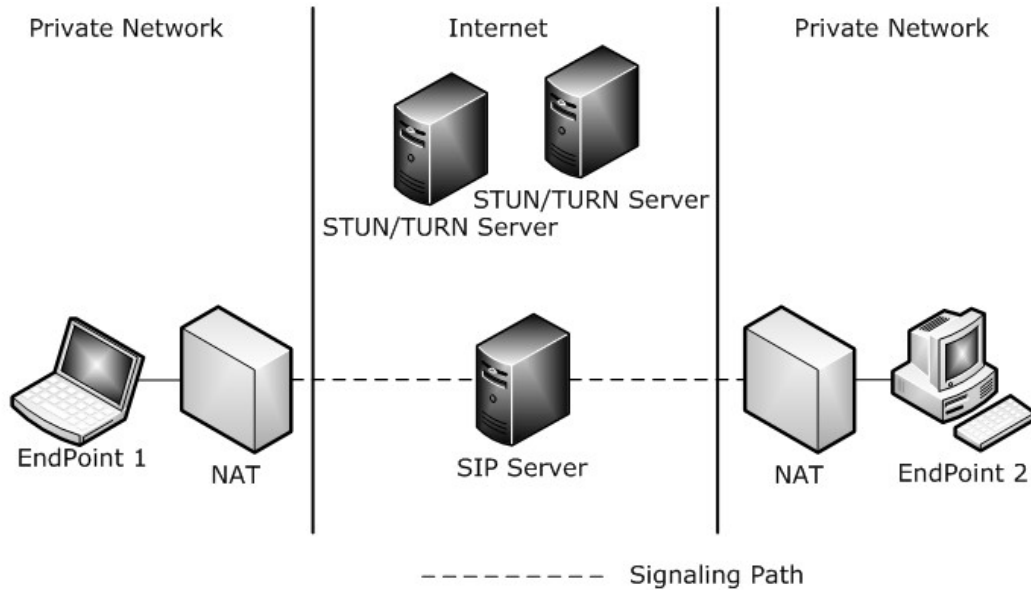 Private Network
Internet
Private Network
STUN/TURN Server
STUN/TURN Server
EndPoint 1
NAT
SIP Server
NAT
EndPoint 2
Signaling Path